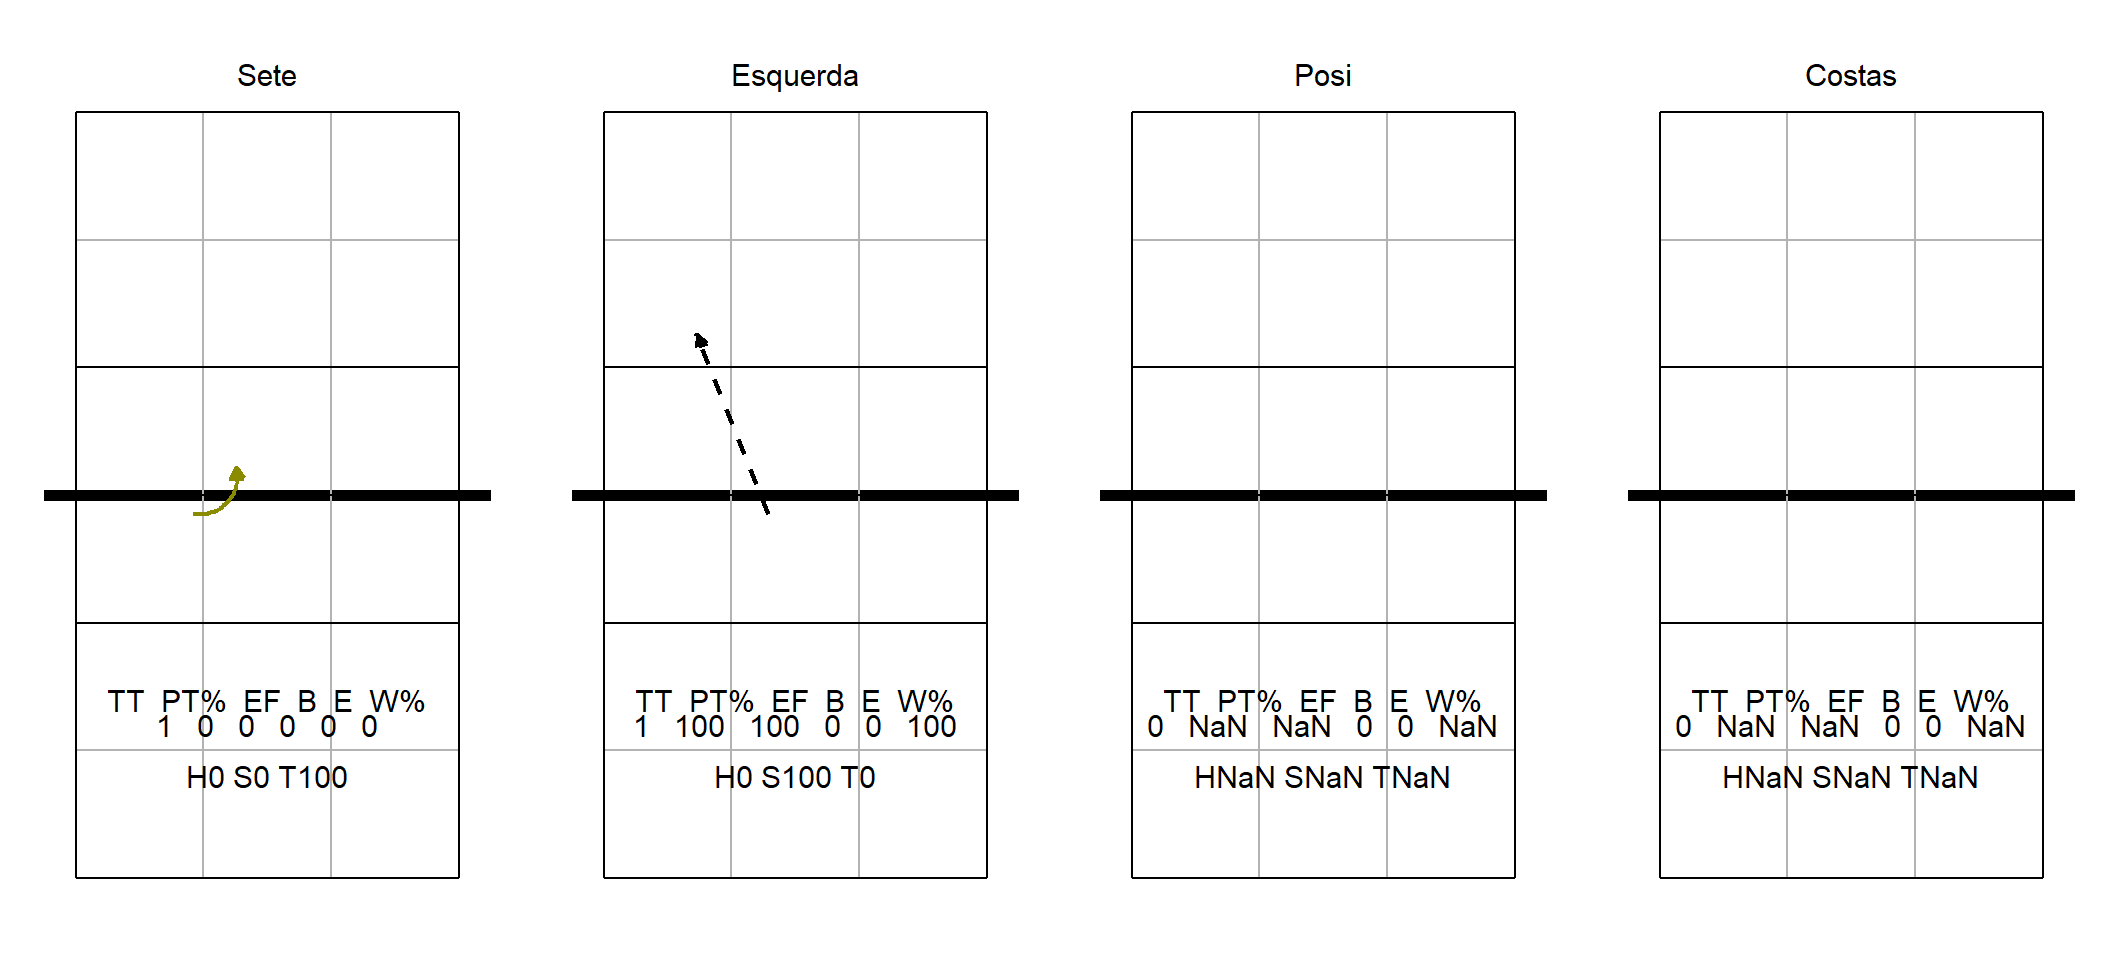 Sete
TT PT% EF B E W%
1 0 0 0 0 0
H0 S0 T100
Esquerda
TT PT% EF B E W%
1 100 100 0 0 100
H0 S100 T0
Posi
TT PT% EF B E W%
0 NaN NaN 0 0 NaN
HNaN SNaN TNaN
Costas
TT PT% EF B E W%
0 NaN NaN 0 0 NaN
HNaN SNaN TNaN